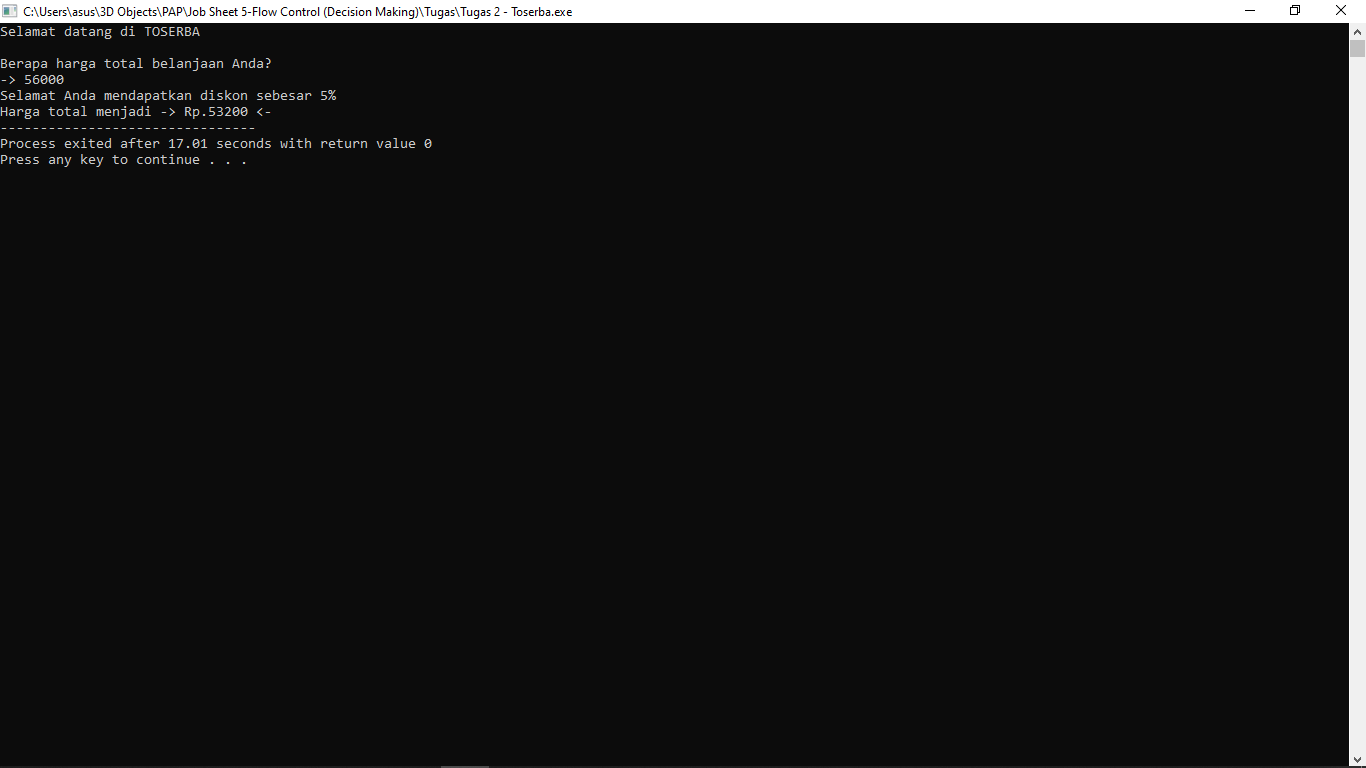 C:\Users\asus\3D Objects\PAP\Job Sheet 5-Flow Control (Decision Making)\Tugas\Tugas 2 - Toserba.exe
Selamat datang di TOSERBA
Berapa harga total belanjaan Anda?
-> 56000
Selamat Anda mendapatkan diskon sebesar 5%
Harga total menjadi -> Rp.53200 <-
--------------------------------
Process exited after 17.01 seconds with return value 0
Press any key to continue . . .